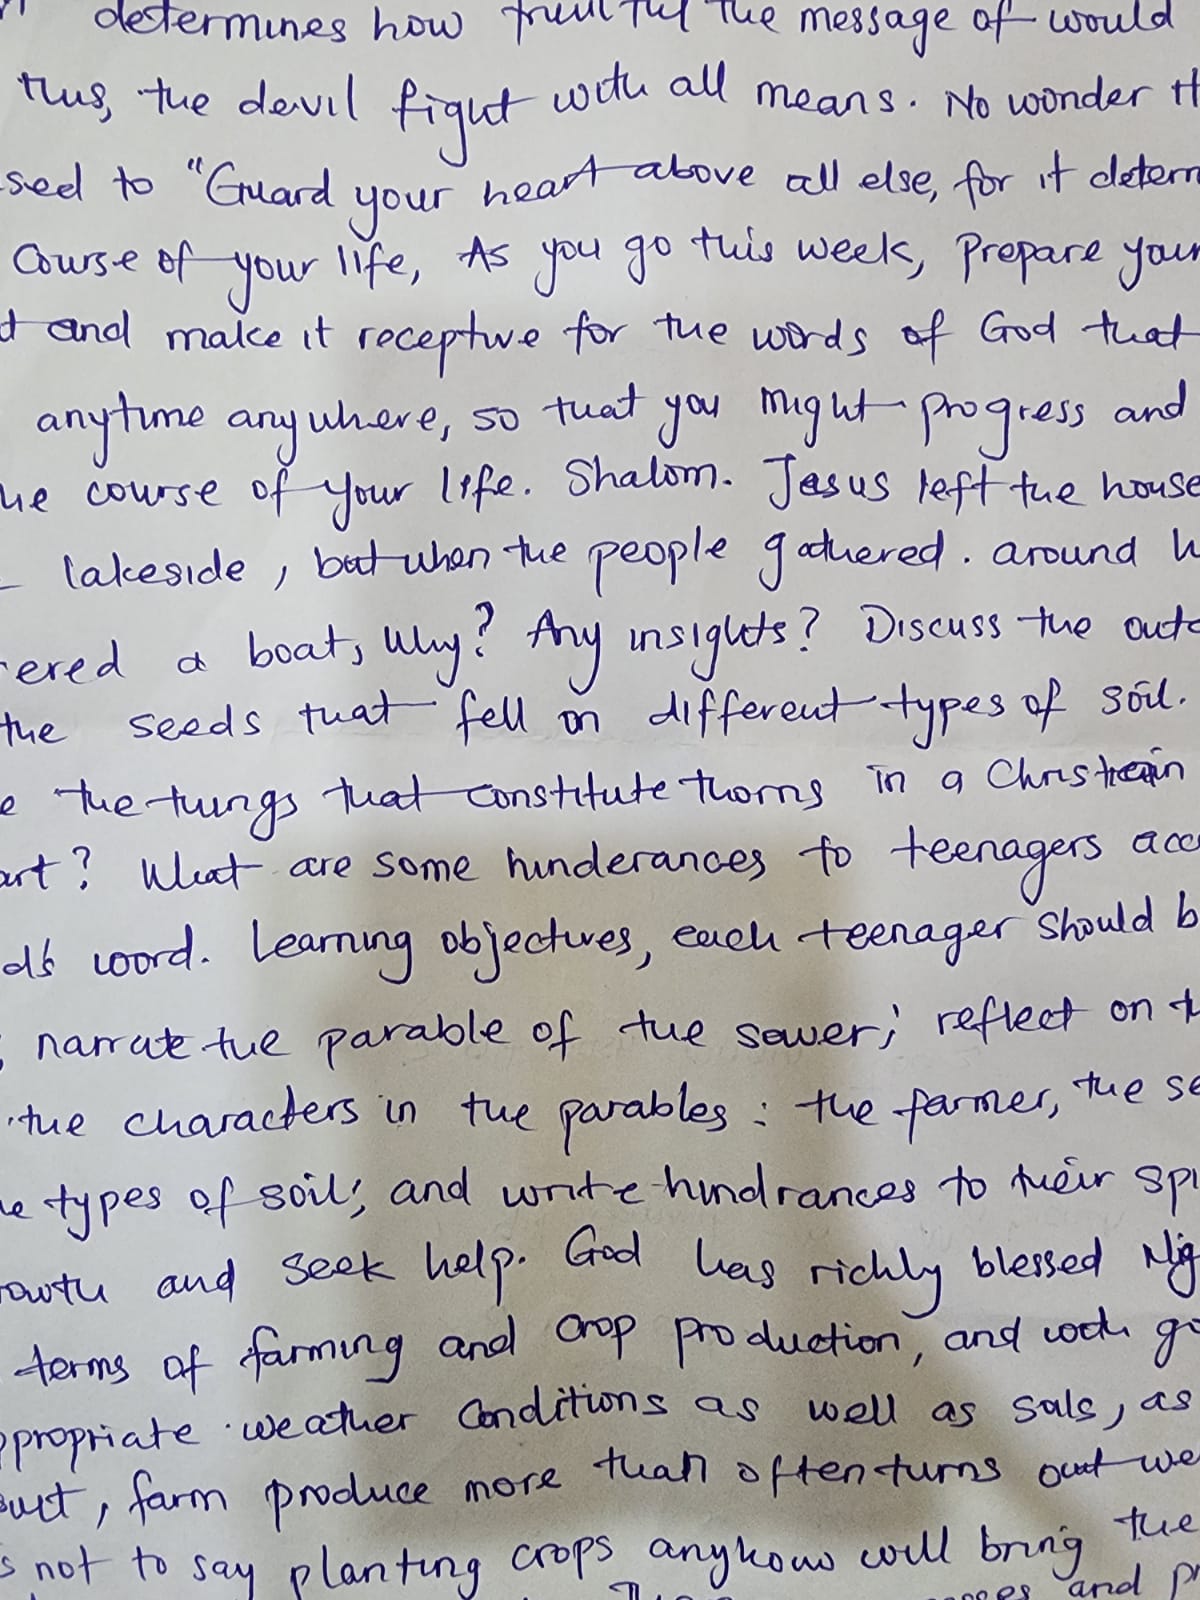 determines how fruitful the message of would
thus, the devil fight with all means. No wonder
sed to "Guard your heart above all else, for it determ
Course of your life, As you go this week, Prepare your
and make it receptive for the words of God that
anytime anywhere, so that you might progress and
he course of your life. Shalom. Jesus left the house
lakeside, but when the people gathered. around h
ered a boat, Why? Any insights? Discuss the outc
the seeds that fell on different types of soil.
e the things that constitute thorns in a Christain
art? What are some hinderances to teenagers acc
d's word. Learning objectives, each teenager should b
narrate the parable of the sower; reflect on t
the characters in the parables: the farmer, the se
he types of soil; and write hindrances to their spi
rowth and seek help. God has richly blessed Nig
terms of farming and crop production, and with go
ppropriate weather Conditions as well as soils, as
sult, farm produce more than often turns out we
s not to say planting crops anyhow will bring the
and pr